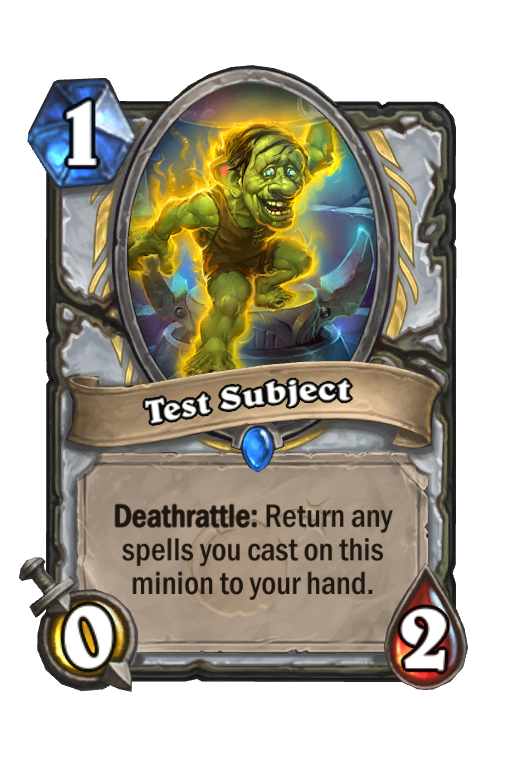 1
Test Subject
Deathrattle: Return any
spells you cast on this
minion to your hand.
0
2